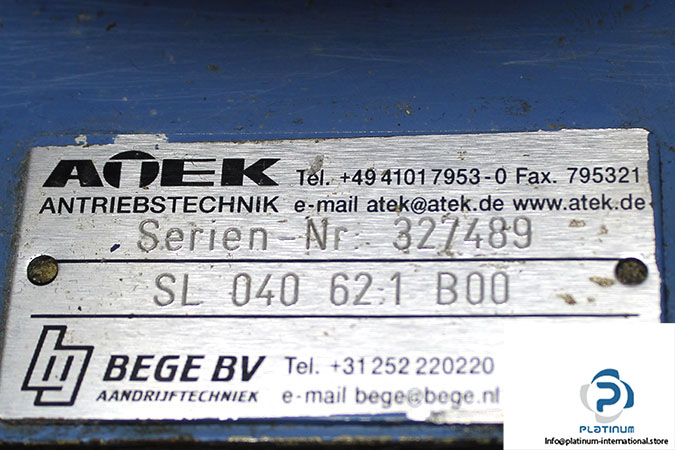 ATEK Tel. +49 41017953-0 Fax. 795321
ANTRIEBSTECHNIK e-mail atek@atek.de www.atek.de
Serien-Nr: 327489
SL 040 62:1 B00
BEGE BV Tel. +31 252 220220
AANDRIJFTECHNIEK e-mail bege@bege.nl
PLATINUM
Info@platinum-international.store